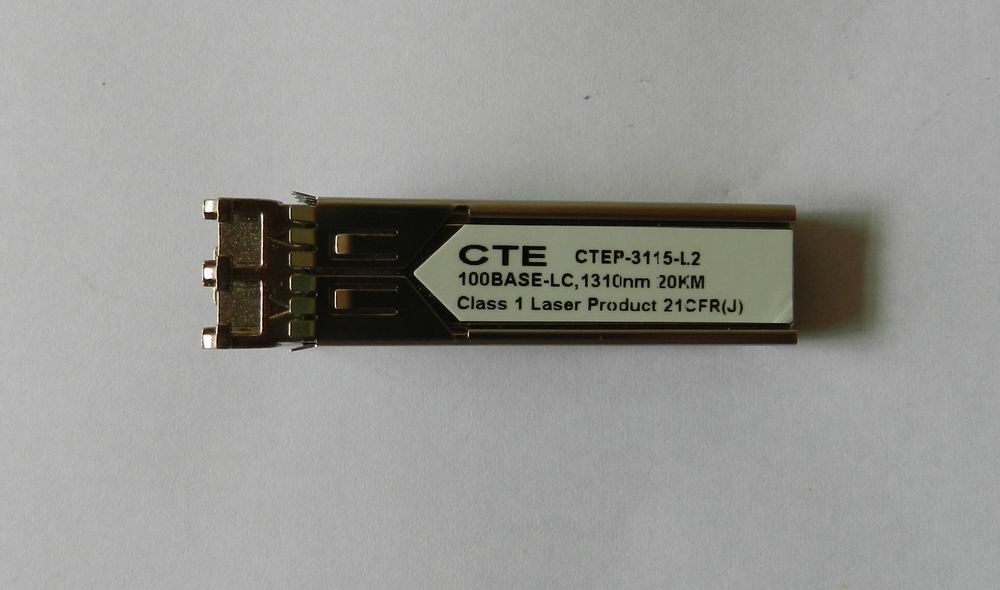 CTE CTEP-3115-L2
100BASE-LC,1310nm 20KM
Class 1 Laser Product 21CFR(J)